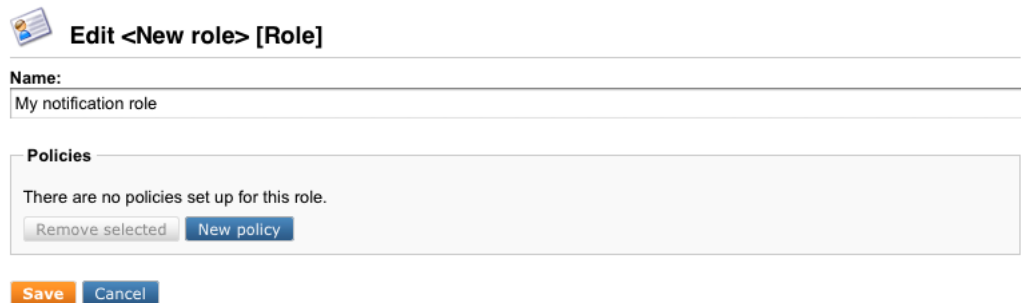 Edit <New role> [Role]
Name:
My notification role
Policies
There are no policies set up for this role.
Remove selected New policy
Save Cancel